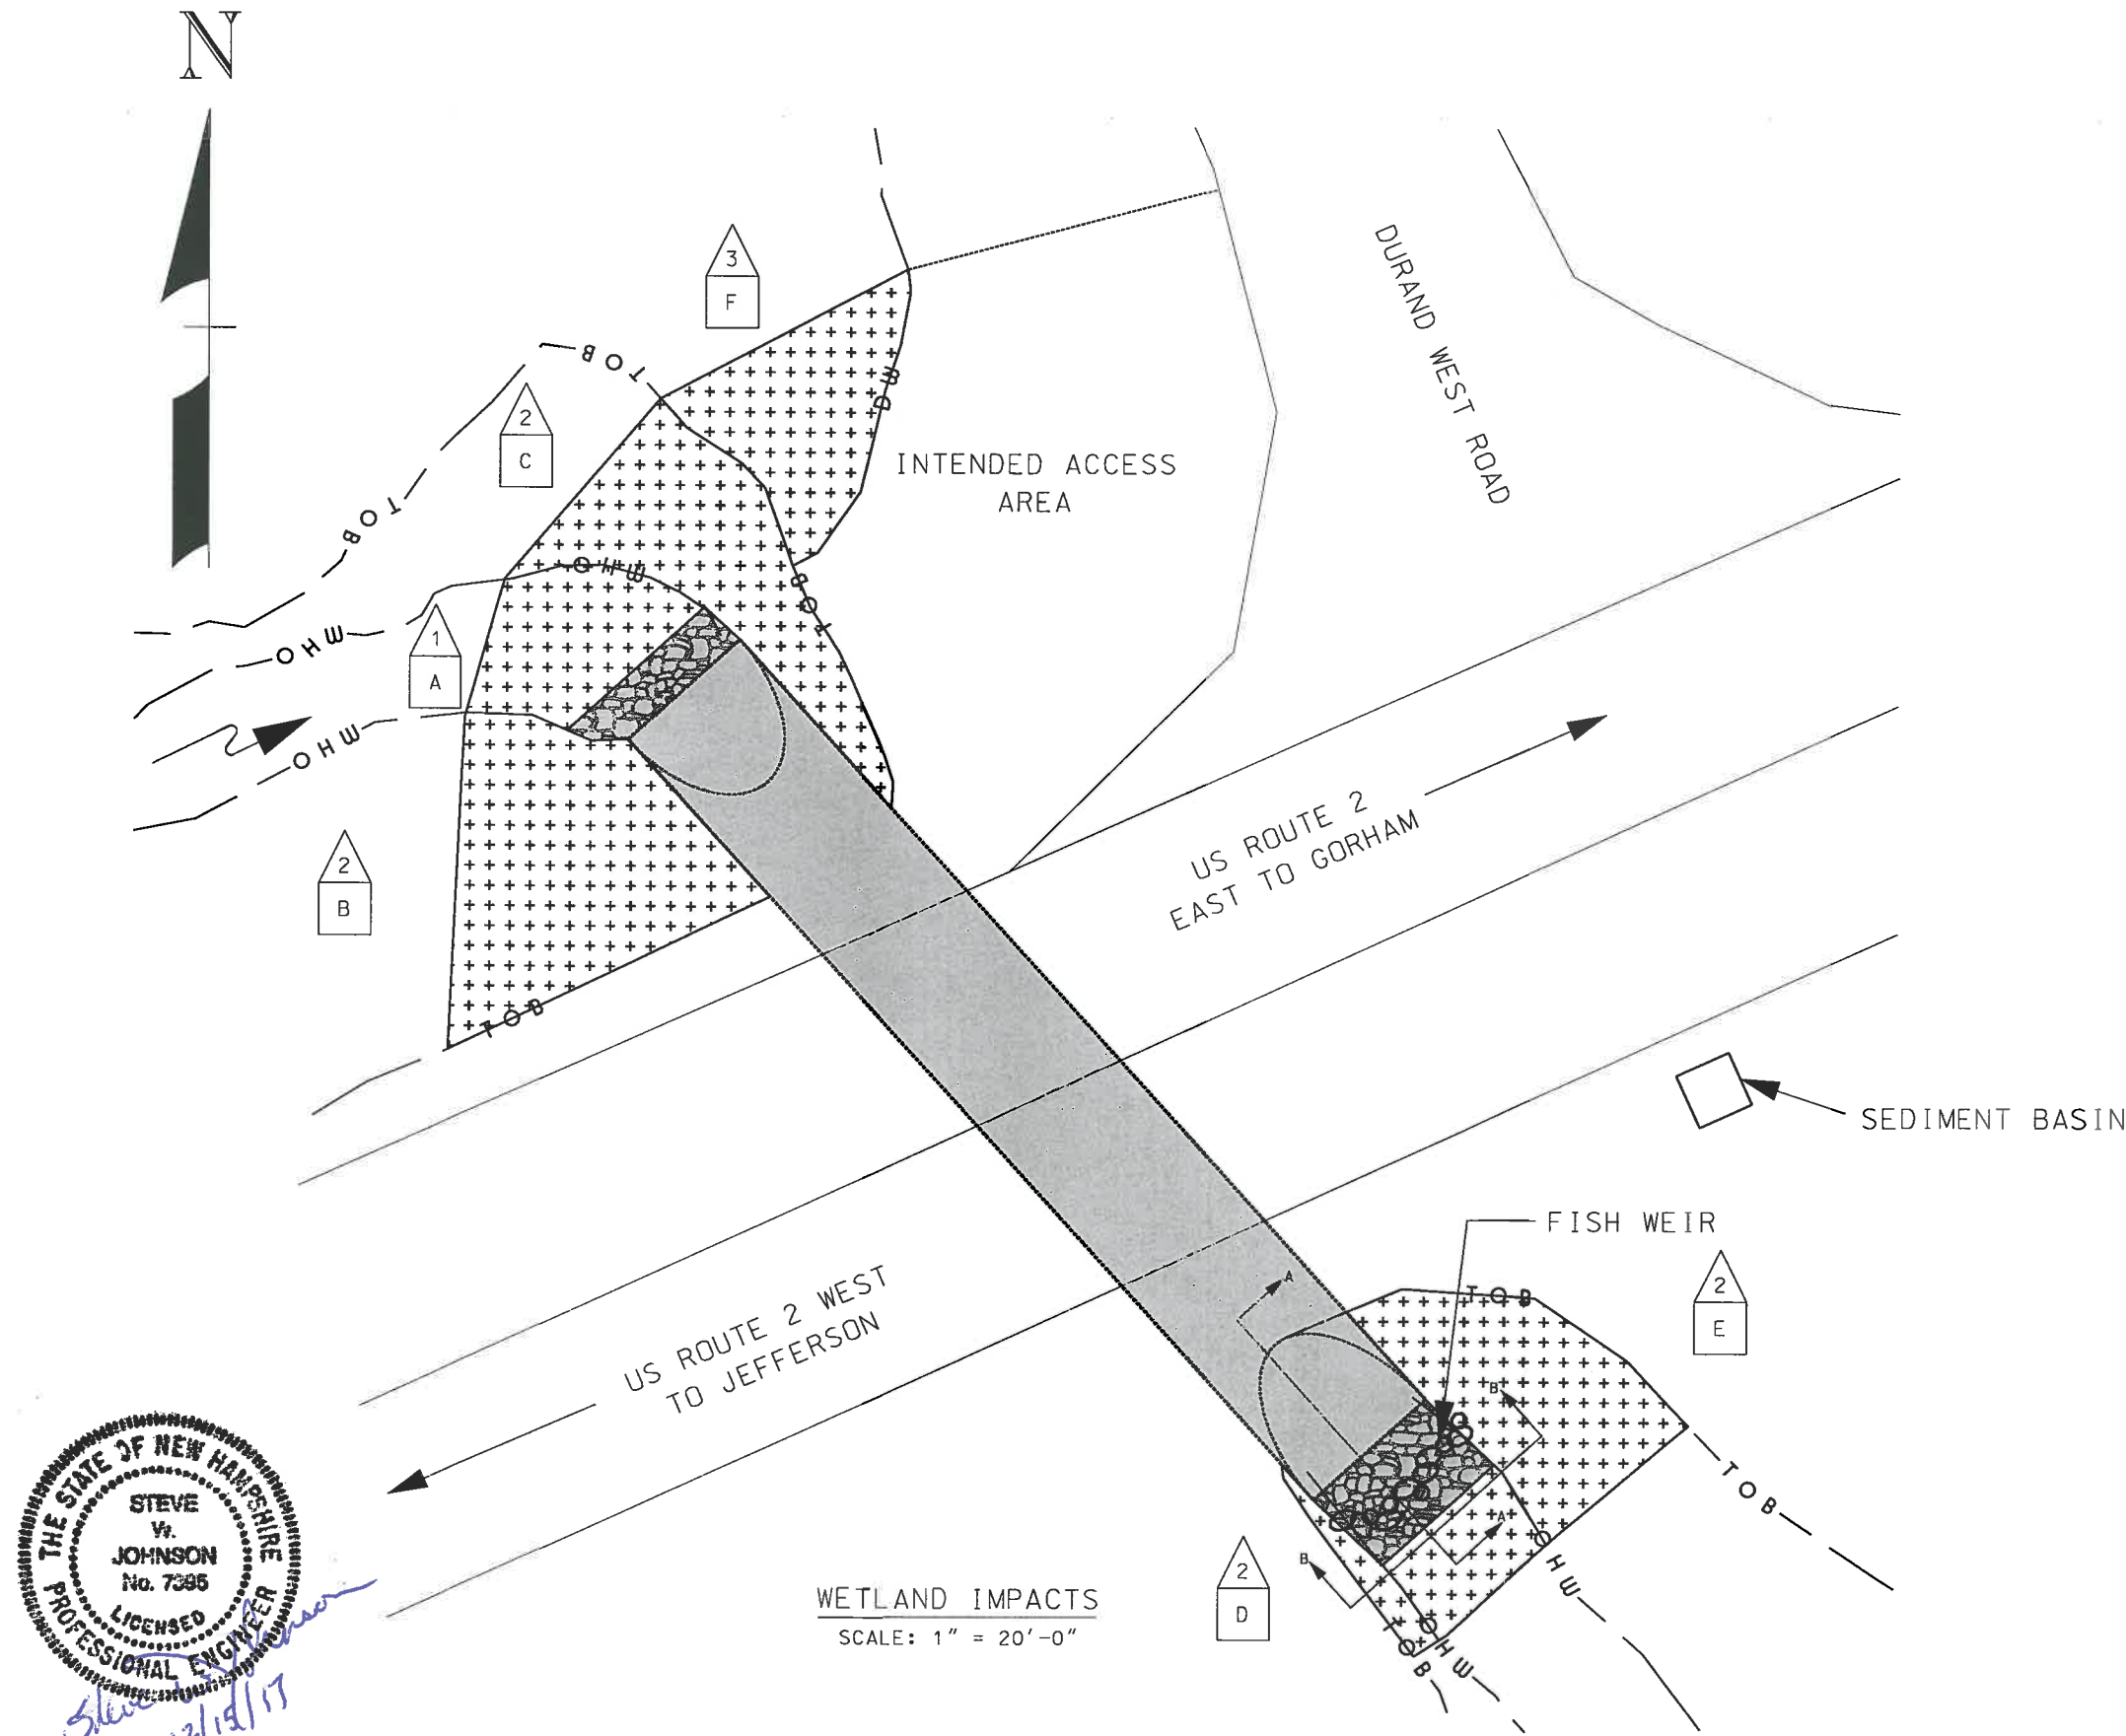 N
3
F
TOB
2
C
EDW
DURAND WEST ROAD
INTENDED ACCESS
AREA
TOB
OHW
OHW
TOB
1
A
OHW
2
B
US ROUTE 2
EAST TO GORHAM
TOB
SEDIMENT BASIN
FISH WEIR
2
E
A
TOB
US ROUTE 2 WEST
TO JEFFERSON
B
TOB
A
OHW
B
2
D
OHW
TOB
WETLAND IMPACTS
SCALE: 1" = 20'-0"
THE STATE OF NEW HAMPSHIRE
STEVE
W.
JOHNSON
No. 7395
LICENSED
PROFESSIONAL ENGINEER